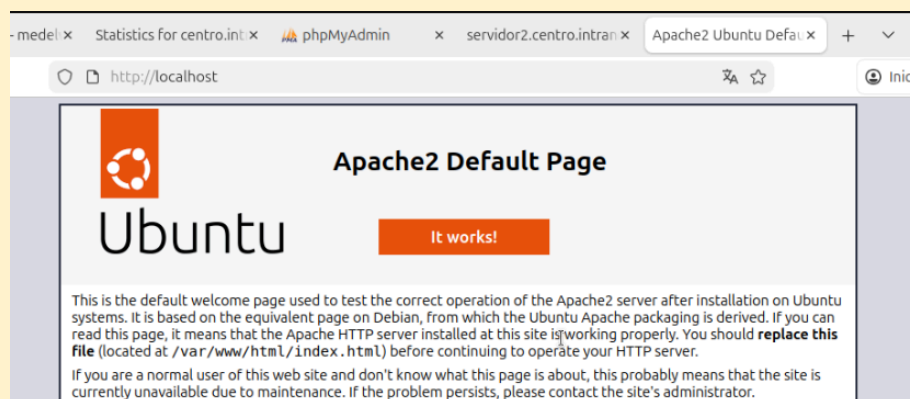 - medel Statistics for centro.int phpMyAdmin servidor2.centro.intran Apache2 Ubuntu Defau
http://localhost Inic
Apache2 Default Page
Ubuntu
It works!
This is the default welcome page used to test the correct operation of the Apache2 server after installation on Ubuntu
systems. It is based on the equivalent page on Debian, from which the Ubuntu Apache packaging is derived. If you can
read this page, it means that the Apache HTTP server installed at this site is working properly. You should replace this
file (located at /var/www/html/index.html) before continuing to operate your HTTP server.
If you are a normal user of this web site and don't know what this page is about, this probably means that the site is
currently unavailable due to maintenance. If the problem persists, please contact the site's administrator.